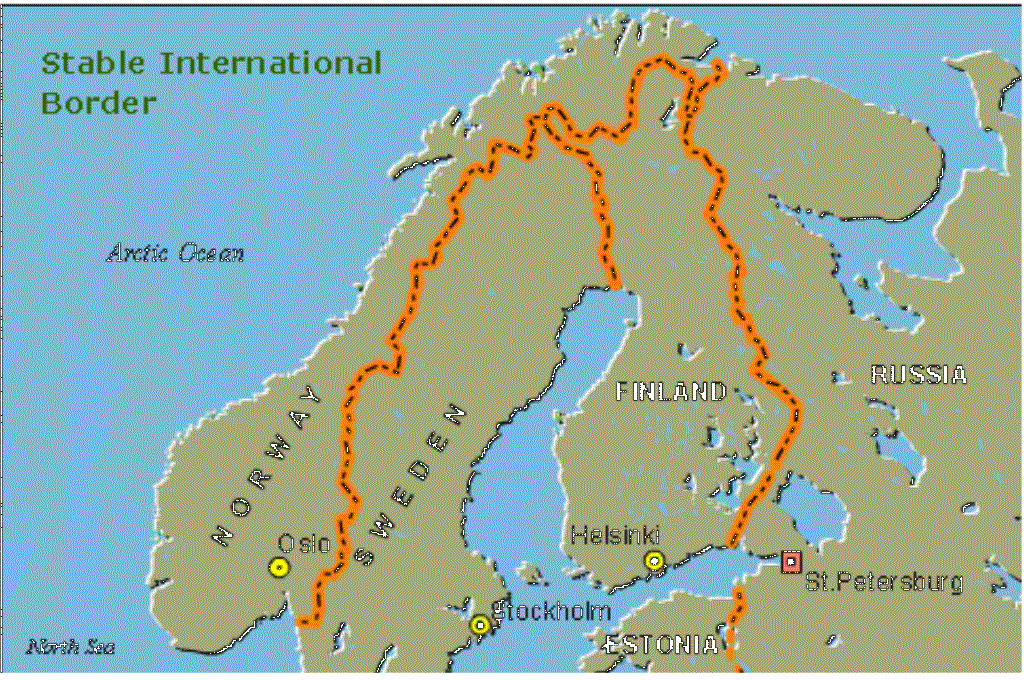 Stable International
Border
Arctic Ocean
FINLAND
RUSSIA
NORWAY
SWEDEN
Helsinki
Oslo
St.Petersburg
Stockholm
North Sea
ESTONIA